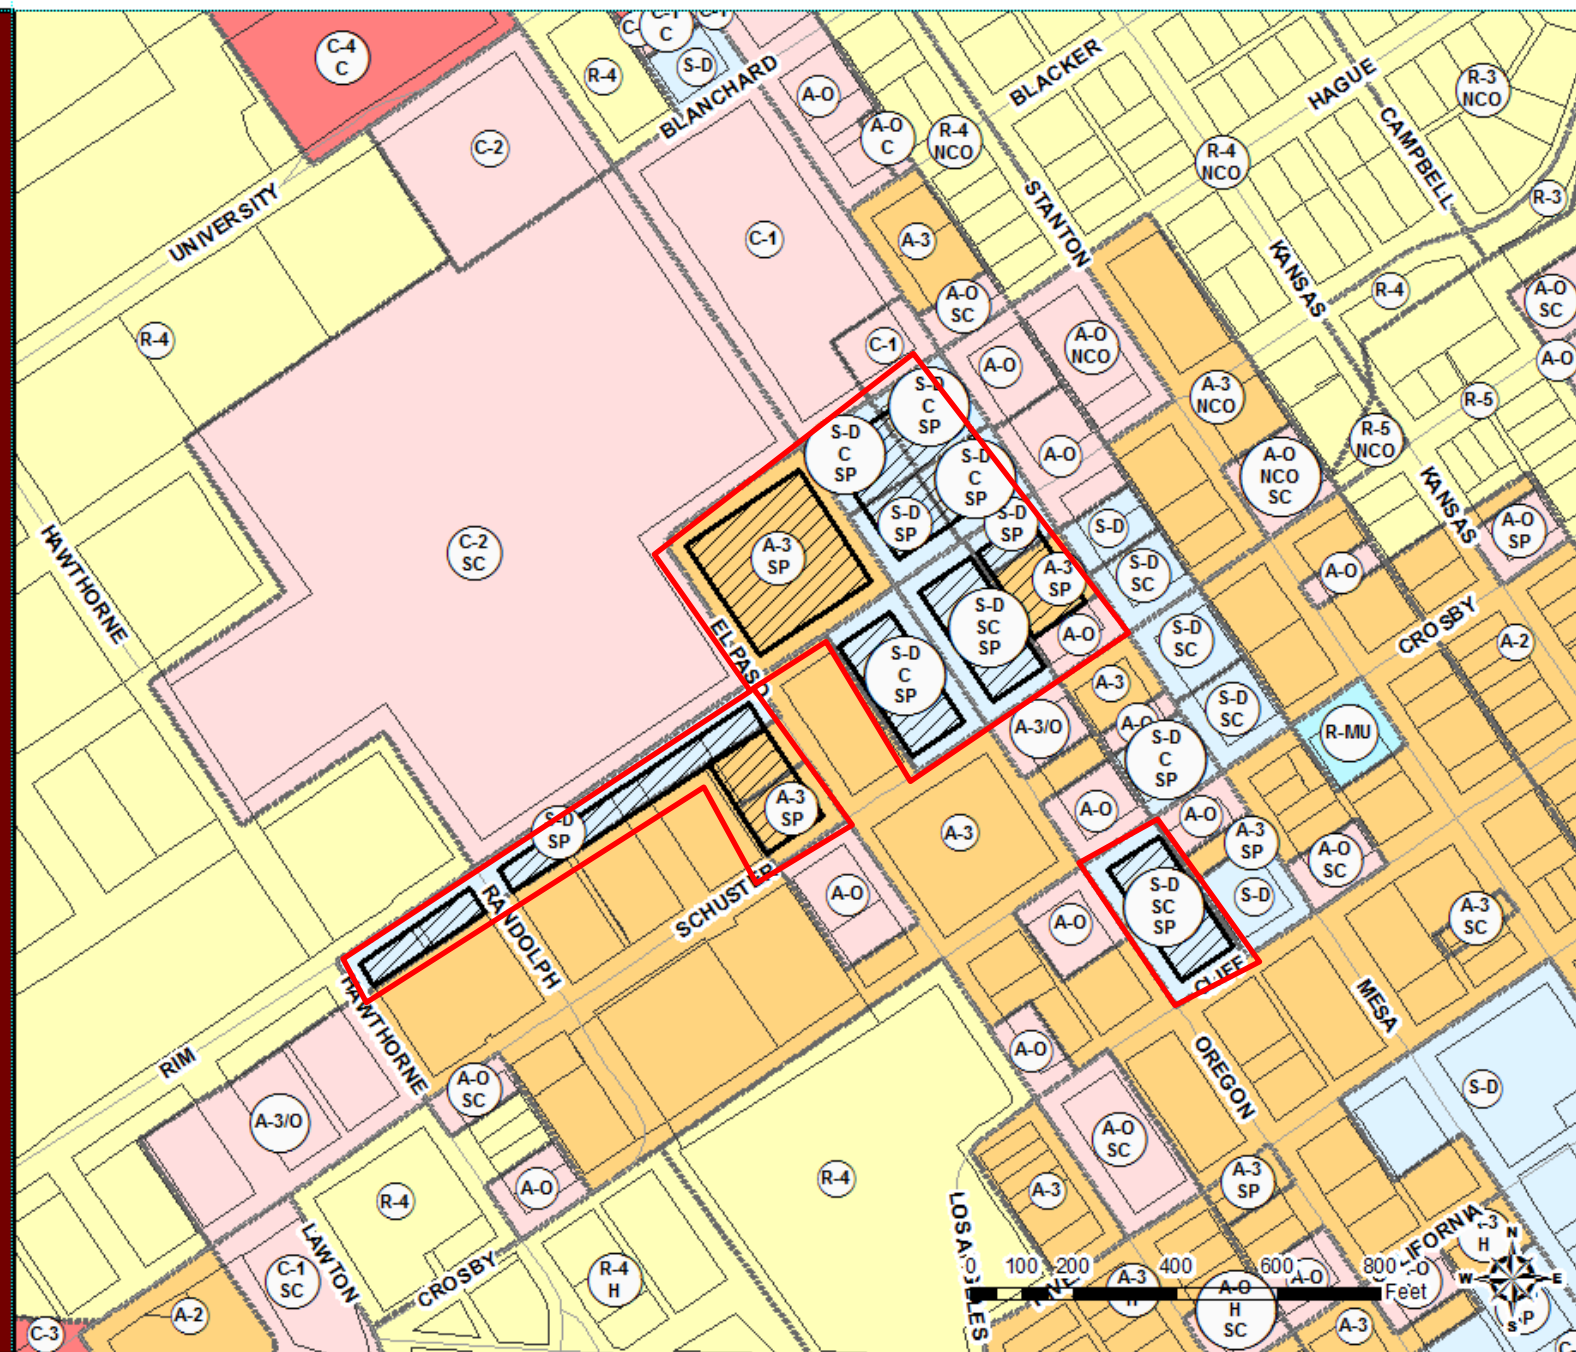 C-4
C
C-1
C
S-D
R-4
BLANCHARD
A-O
BLACKER
HAGUE
R-3
NCO
C-2
A-O
C
R-4
NCO
R-4
NCO
CAMPBELL
R-3
UNIVERSITY
C-1
A-3
STANTON
KANSAS
R-4
A-O
SC
A-O
SC
R-4
C-1
A-O
A-O
NCO
A-O
A-3
NCO
R-5
S-D
C
SP
S-D
C
SP
A-O
R-5
NCO
S-D
C
SP
A-O
NCO
SC
KANSAS
HAWTHORNE
C-2
SC
A-3
SP
S-D
SP
S-D
SP
S-D
A-O
SP
A-3
SP
S-D
SC
A-O
S-D
SC
SP
A-O
S-D
SC
CROSBY
A-2
EL PASO
S-D
C
SP
A-3
S-D
SC
A-3/O
A-O
R-MU
S-D
C
SP
S-D
SP
A-3
SP
A-3
A-O
A-O
A-3
SP
A-O
SC
RANDOLPH
SCHUSTER
A-O
A-O
S-D
SC
SP
S-D
A-3
SC
CLIFF
HAWTHORNE
RIM
A-O
MESA
OREGON
S-D
A-O
SC
A-3/O
A-O
SC
R-4
A-O
R-4
A-3
A-3
SP
LAWTON
C-1
SC
CROSBY
R-4
H
LOS ANGELES
A-3
H
A-O
H
SC
A-O
A-3
H
A-2
C-3
A-3
0 100 200 400 600 800
Feet
N
W
E
S